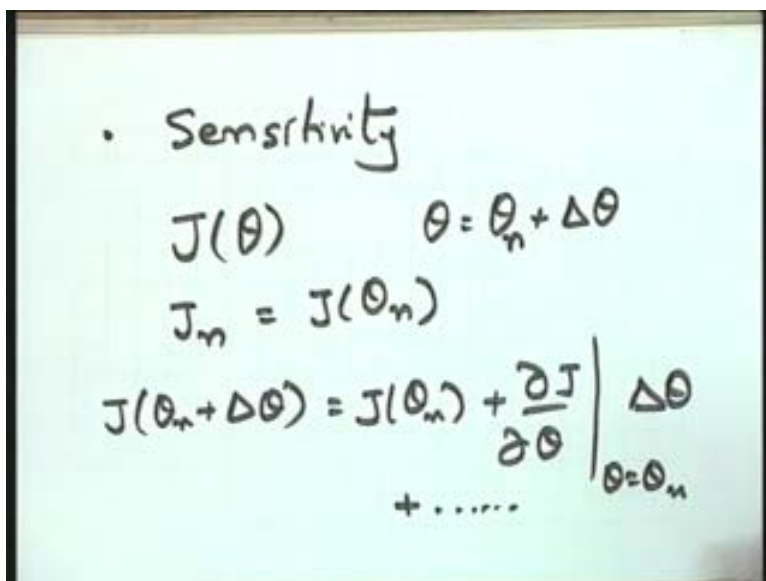 • Sensitivity
J(θ) θ = θn + Δθ
Jn = J(θn)
J(θn + Δθ) = J(θn) + ∂J/∂θ |θ=θn Δθ
+ ......